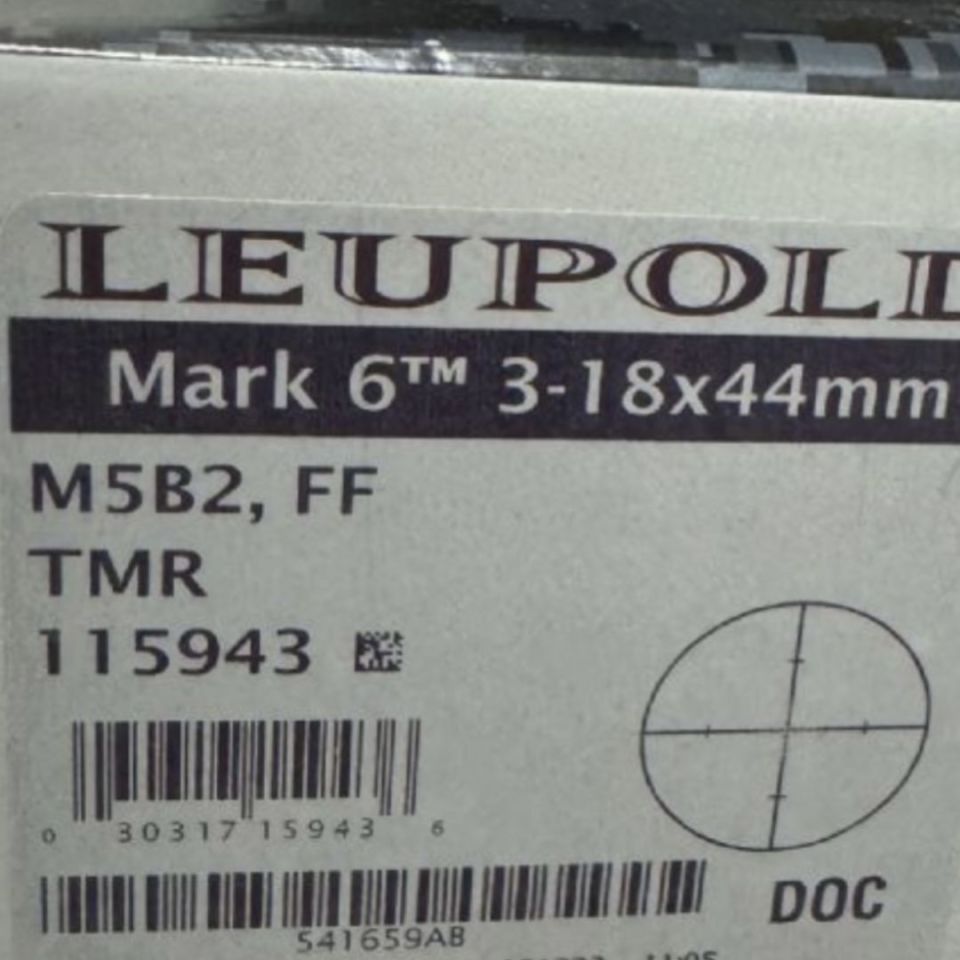 LEUPOLD
Mark 6™ 3-18x44mm
M5B2, FF
TMR
115943
0 30317 15943 6
541659AB
DOC